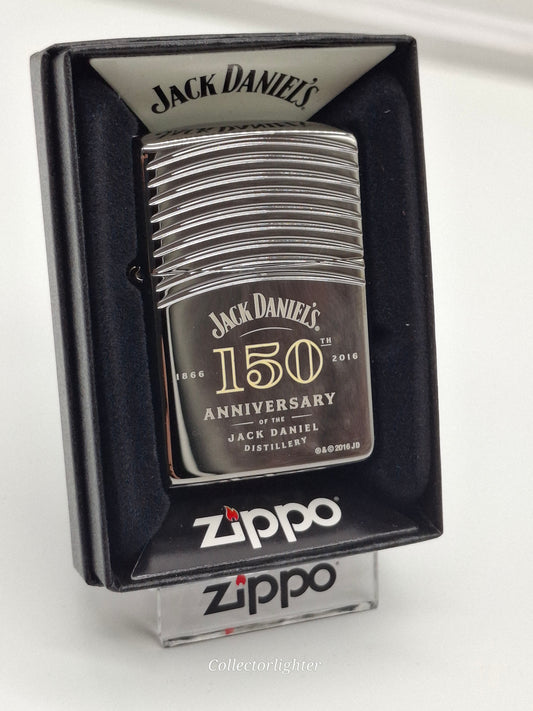 JACK DANIEL'S
JACK DANIEL'S®
150TH
1866 2016
ANNIVERSARY
OF THE
JACK DANIEL
DISTILLERY
®&©2016 JD
zippo®
zippo®
Collectorlighter